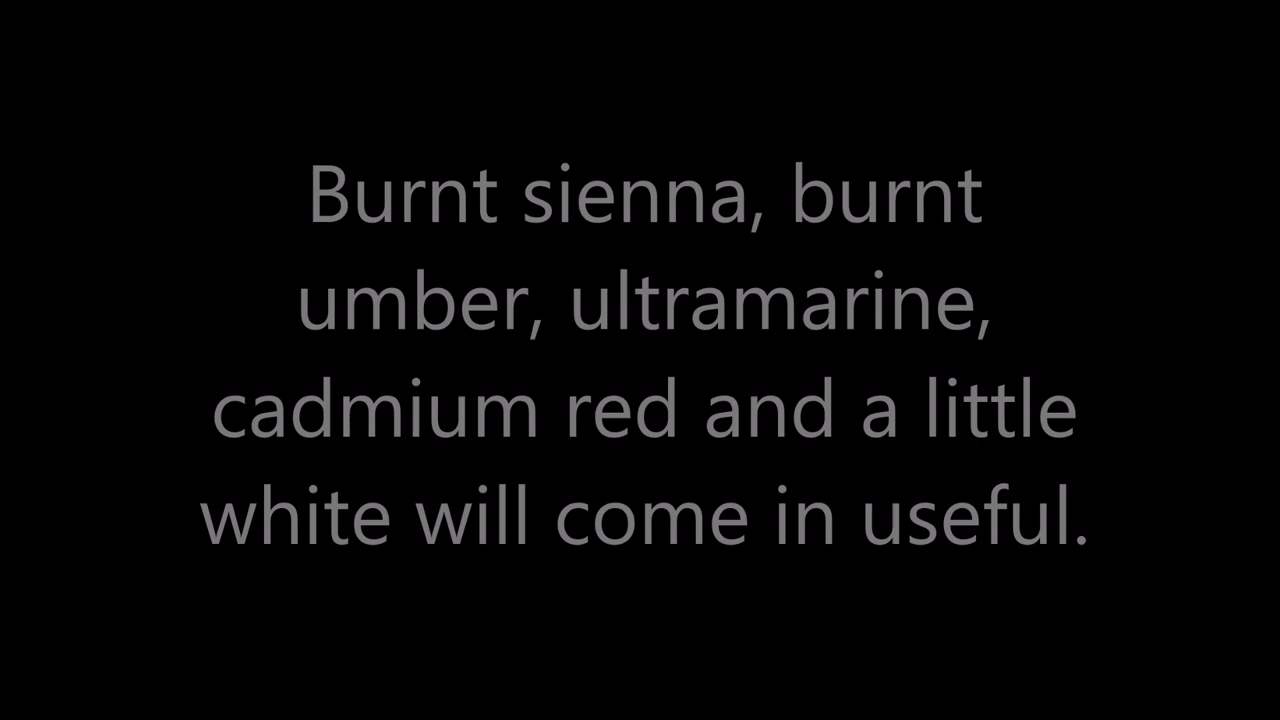 Burnt sienna, burnt
umber, ultramarine,
cadmium red and a little
white will come in useful.